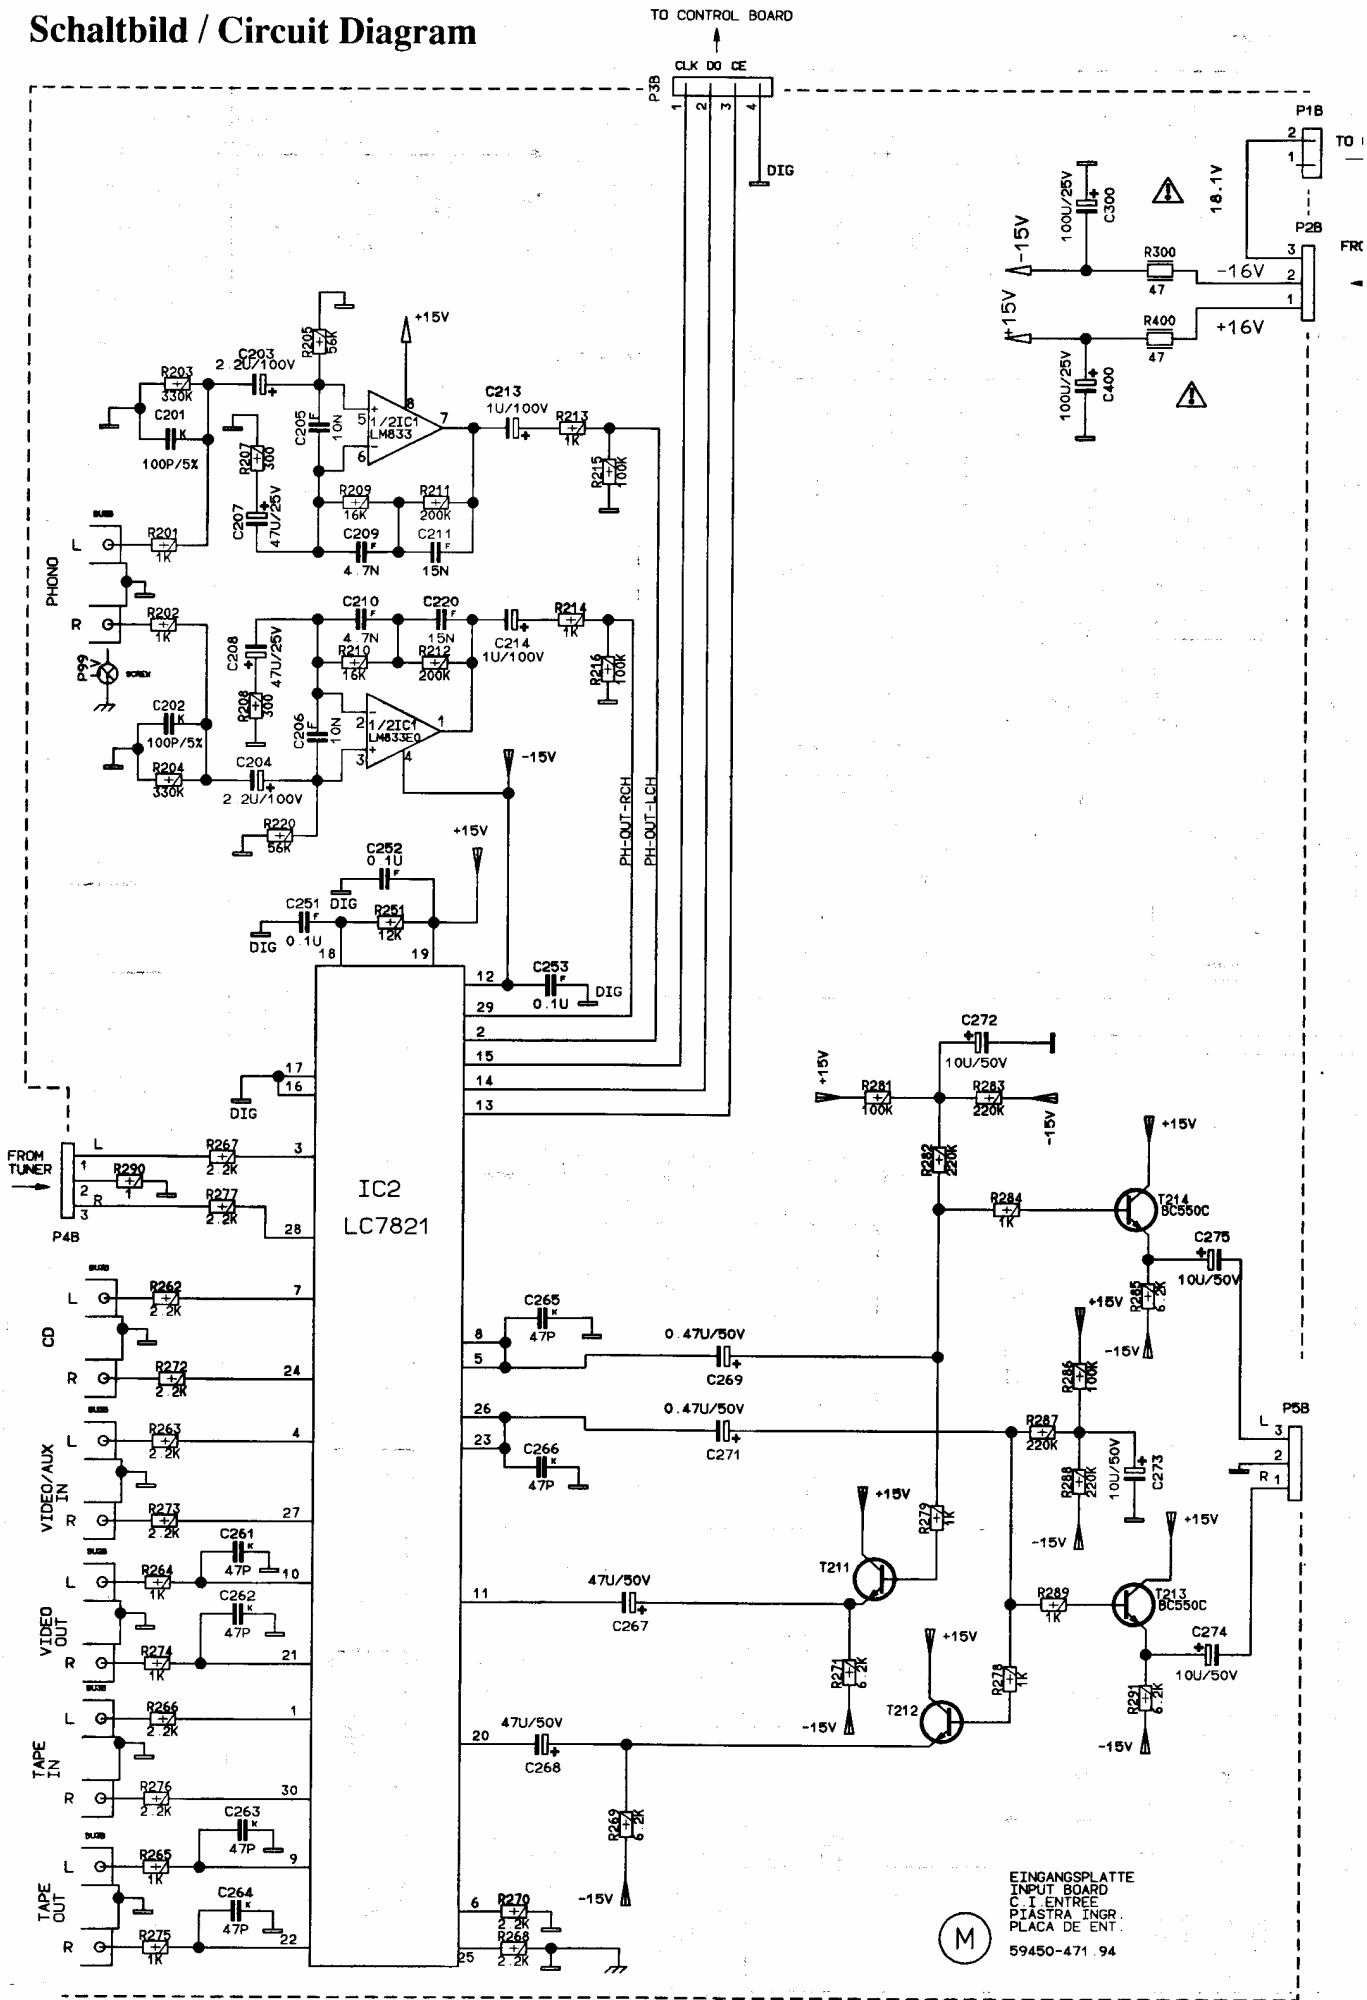 Schaltbild / Circuit Diagram
TO CONTROL BOARD
CLK DO CE
P3B
1
2
3
4
DIG
P1B
2
1
18.1V
P2B
3
2
1
C300
100U/25V
-15V
R300
47
-16V
+15V
R400
47
+16V
100U/25V
C400
R205
56K
+15V
C203
2.2U/100V
R203
330K
C201
K
100P/5%
R207
300
C207
47U/25V
C205
F
10N
5
+
6
-
8
7
1/2IC1
LM833
C213
1U/100V
R213
1K
R215
100K
R209
16K
R211
200K
C209
F
4.7N
C211
F
15N
PHONO
L
R201
1K
R
R202
1K
P99
SCREW
C202
K
100P/5%
R204
330K
C204
2.2U/100V
R220
56K
C208
47U/25V
R208
300
C210
F
4.7N
C220
F
15N
R210
16K
R212
200K
C206
F
10N
2
3
4
1
1/2IC1
LM833EQ
C214
1U/100V
R214
1K
R216
100K
-15V
PH-OUT-RCH
PH-OUT-LCH
+15V
C252
0.1U
F
DIG
C251
F
0.1U
DIG
R251
12K
18
19
12
C253
F
0.1U
DIG
29
2
15
14
13
17
16
DIG
FROM
TUNER
P4B
L
1
2
R
3
R290
1
R267
2.2K
3
R277
2.2K
28
IC2
LC7821
CD
L
R262
2.2K
7
R
R272
2.2K
24
VIDEO/AUX
IN
L
R263
2.2K
4
R
R273
2.2K
27
VIDEO
OUT
L
R264
1K
C261
K
47P
10
C262
K
47P
R
R274
1K
21
TAPE
IN
L
R266
2.2K
1
R
R276
2.2K
30
TAPE
OUT
L
R265
1K
C263
K
47P
9
C264
K
47P
R
R275
1K
22
8
5
C265
K
47P
0.47U/50V
C269
26
23
C266
K
47P
0.47U/50V
C271
11
47U/50V
C267
20
47U/50V
C268
R269
6.2K
-15V
6
R270
2.2K
25
R268
2.2K
C272
10U/50V
+15V
R281
100K
R283
220K
-15V
R282
220K
R284
1K
+15V
T214
BC550C
C275
10U/50V
R285
6.2K
-15V
+15V
R286
100K
R287
220K
R288
220K
10U/50V
C273
-15V
R279
1K
+15V
T211
R271
6.2K
-15V
+15V
T212
R278
1K
R289
1K
+15V
T213
BC550C
C274
10U/50V
R291
6.2K
-15V
P5B
L
3
2
R
1
M
EINGANGSPLATTE
INPUT BOARD
C.I.ENTREE
PIASTRA INGR.
PLACA DE ENT.
59450-471.94